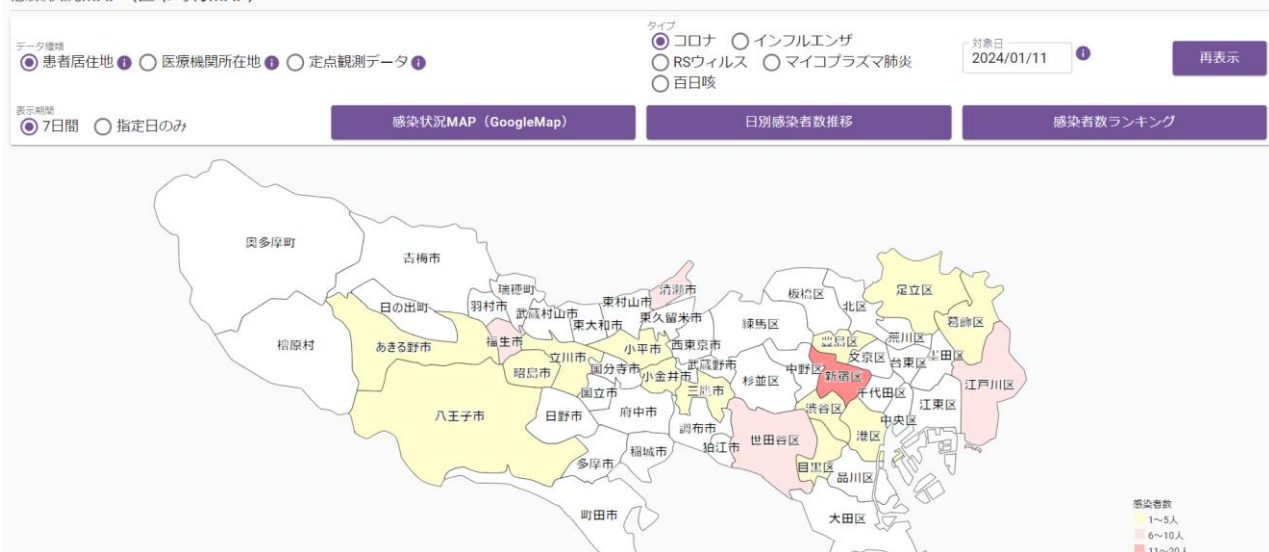 データ種類
患者居住地 医療機関所在地 定点観測データ
タイプ
コロナ インフルエンザ
RSウィルス マイコプラズマ肺炎
百日咳
対象日
2024/01/11
再表示
表示期間
7日間 指定日のみ
感染状況MAP（GoogleMap）
日別感染者数推移
感染者数ランキング
奥多摩町
青梅市
瑞穂町
清瀬市
日の出町
羽村市
武蔵村山市
東村山市
東大和市
東久留米市
板橋区
北区
足立区
葛飾区
練馬区
檜原村
あきる野市
福生市
立川市
小平市
西東京市
豊島区
荒川区
文京区
台東区
墨田区
昭島市
国分寺市
小金井市
武蔵野市
中野区
新宿区
杉並区
三鷹市
国立市
千代田区
江戸川区
江東区
八王子市
日野市
府中市
渋谷区
中央区
調布市
港区
世田谷区
狛江市
稲城市
多摩市
目黒区
品川区
町田市
大田区
感染者数
1～5人
6～10人
11～20人